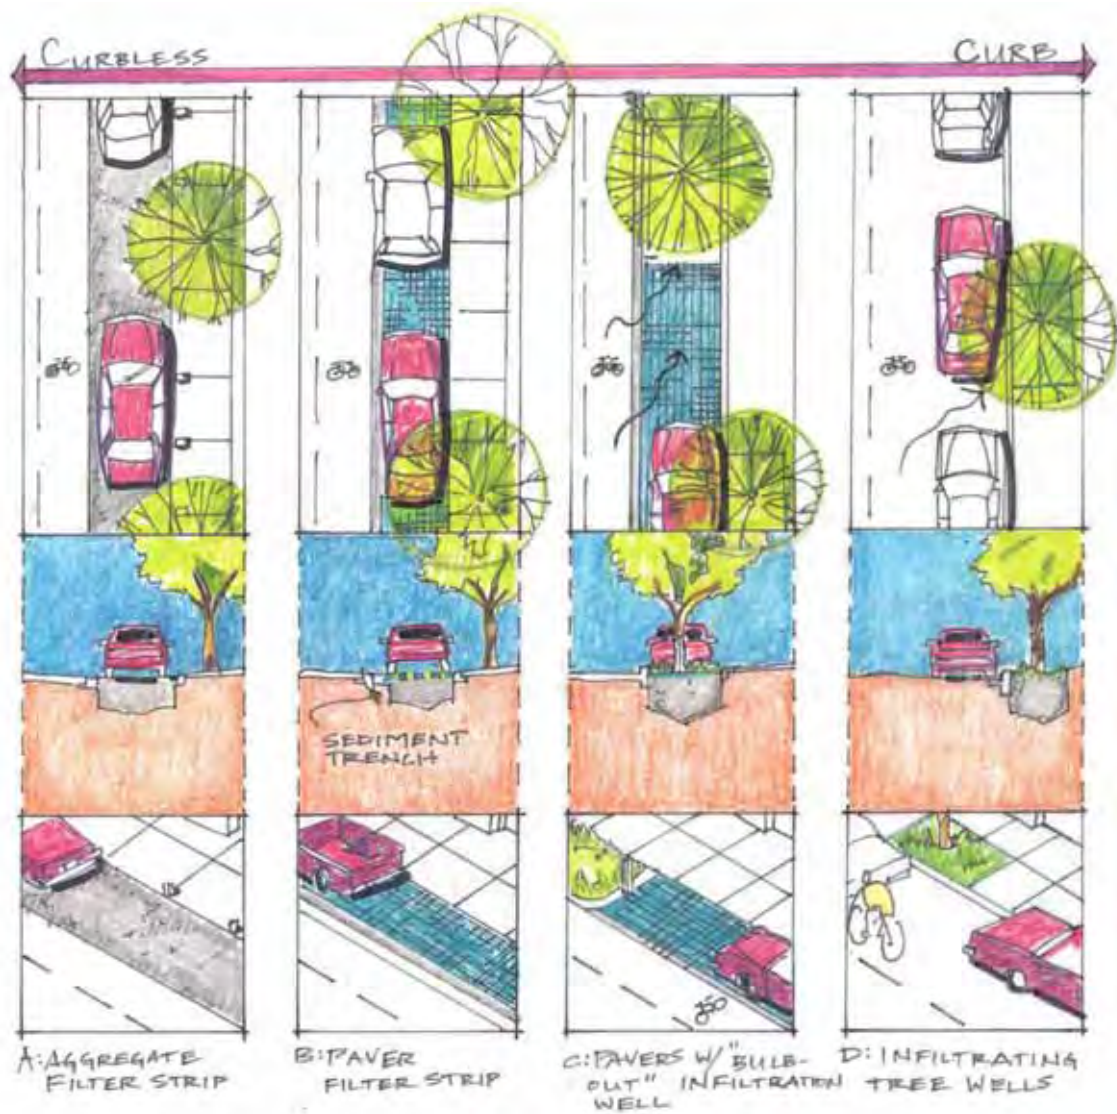 CURBLESS
CURB
SEDIMENT
TRENCH
A: AGGREGATE
FILTER STRIP
B: PAVER
FILTER STRIP
C: PAVERS W/ "BULB-
OUT" INFILTRATION
WELL
D: INFILTRATING
TREE WELLS